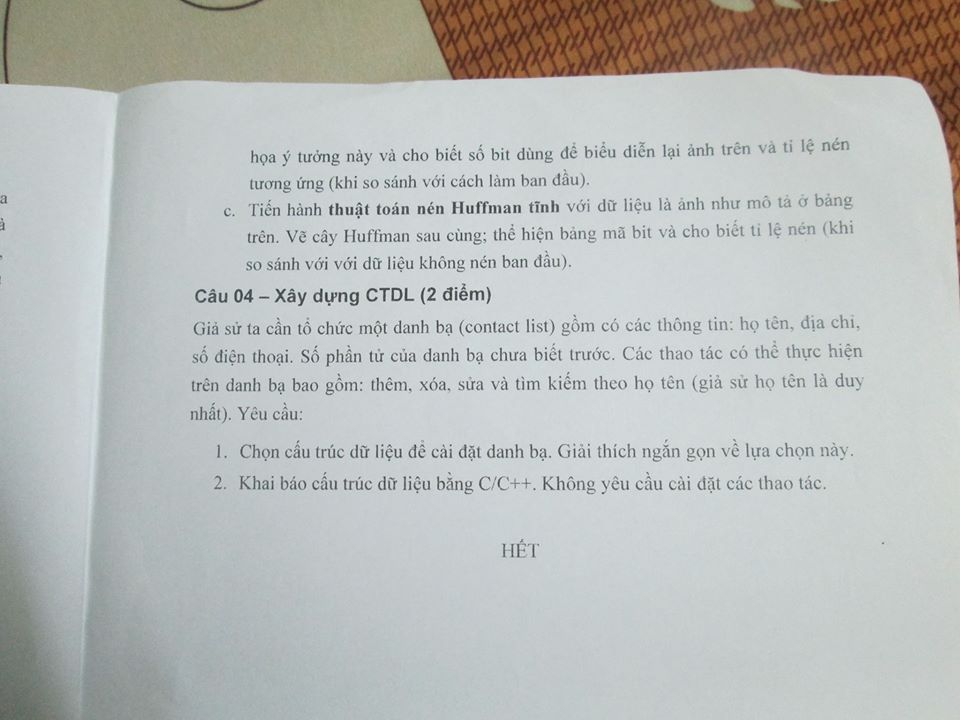 họa ý tưởng này và cho biết số bit dùng để biểu diễn lại ảnh trên và tỉ lệ nén
tương ứng (khi so sánh với cách làm ban đầu).
c. Tiến hành thuật toán nén Huffman tĩnh với dữ liệu là ảnh như mô tả ở bảng
trên. Vẽ cây Huffman sau cùng; thể hiện bảng mã bit và cho biết tỉ lệ nén (khi
so sánh với với dữ liệu không nén ban đầu).
Câu 04 – Xây dựng CTDL (2 điểm)
Giả sử ta cần tổ chức một danh bạ (contact list) gồm có các thông tin: họ tên, địa chỉ,
số điện thoại. Số phần tử của danh bạ chưa biết trước. Các thao tác có thể thực hiện
trên danh bạ bao gồm: thêm, xóa, sửa và tìm kiếm theo họ tên (giả sử họ tên là duy
nhất). Yêu cầu:
1. Chọn cấu trúc dữ liệu để cài đặt danh bạ. Giải thích ngắn gọn về lựa chọn này.
2. Khai báo cấu trúc dữ liệu bằng C/C++. Không yêu cầu cài đặt các thao tác.
HẾT